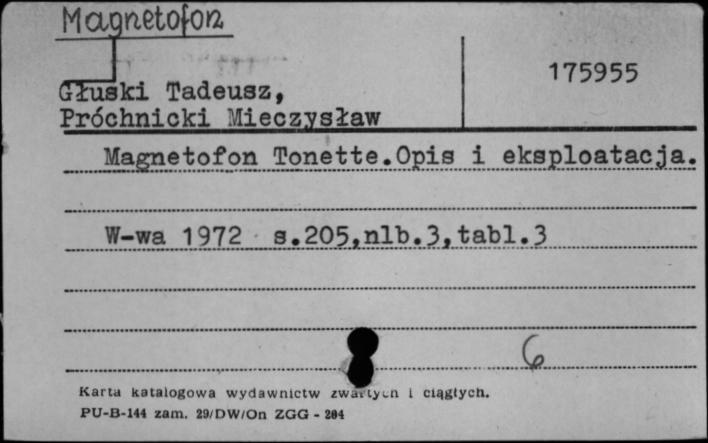 Magnetofon
175955
Głuski Tadeusz,
Próchnicki Mieczysław
Magnetofon Tonette.Opis i eksploatacja.
W-wa 1972 s.205,nlb.3,tabl.3
6
Karta katalogowa wydawnictw zwartych i ciągłych.
PU-B-144 zam. 29/DW/On ZGG - 284